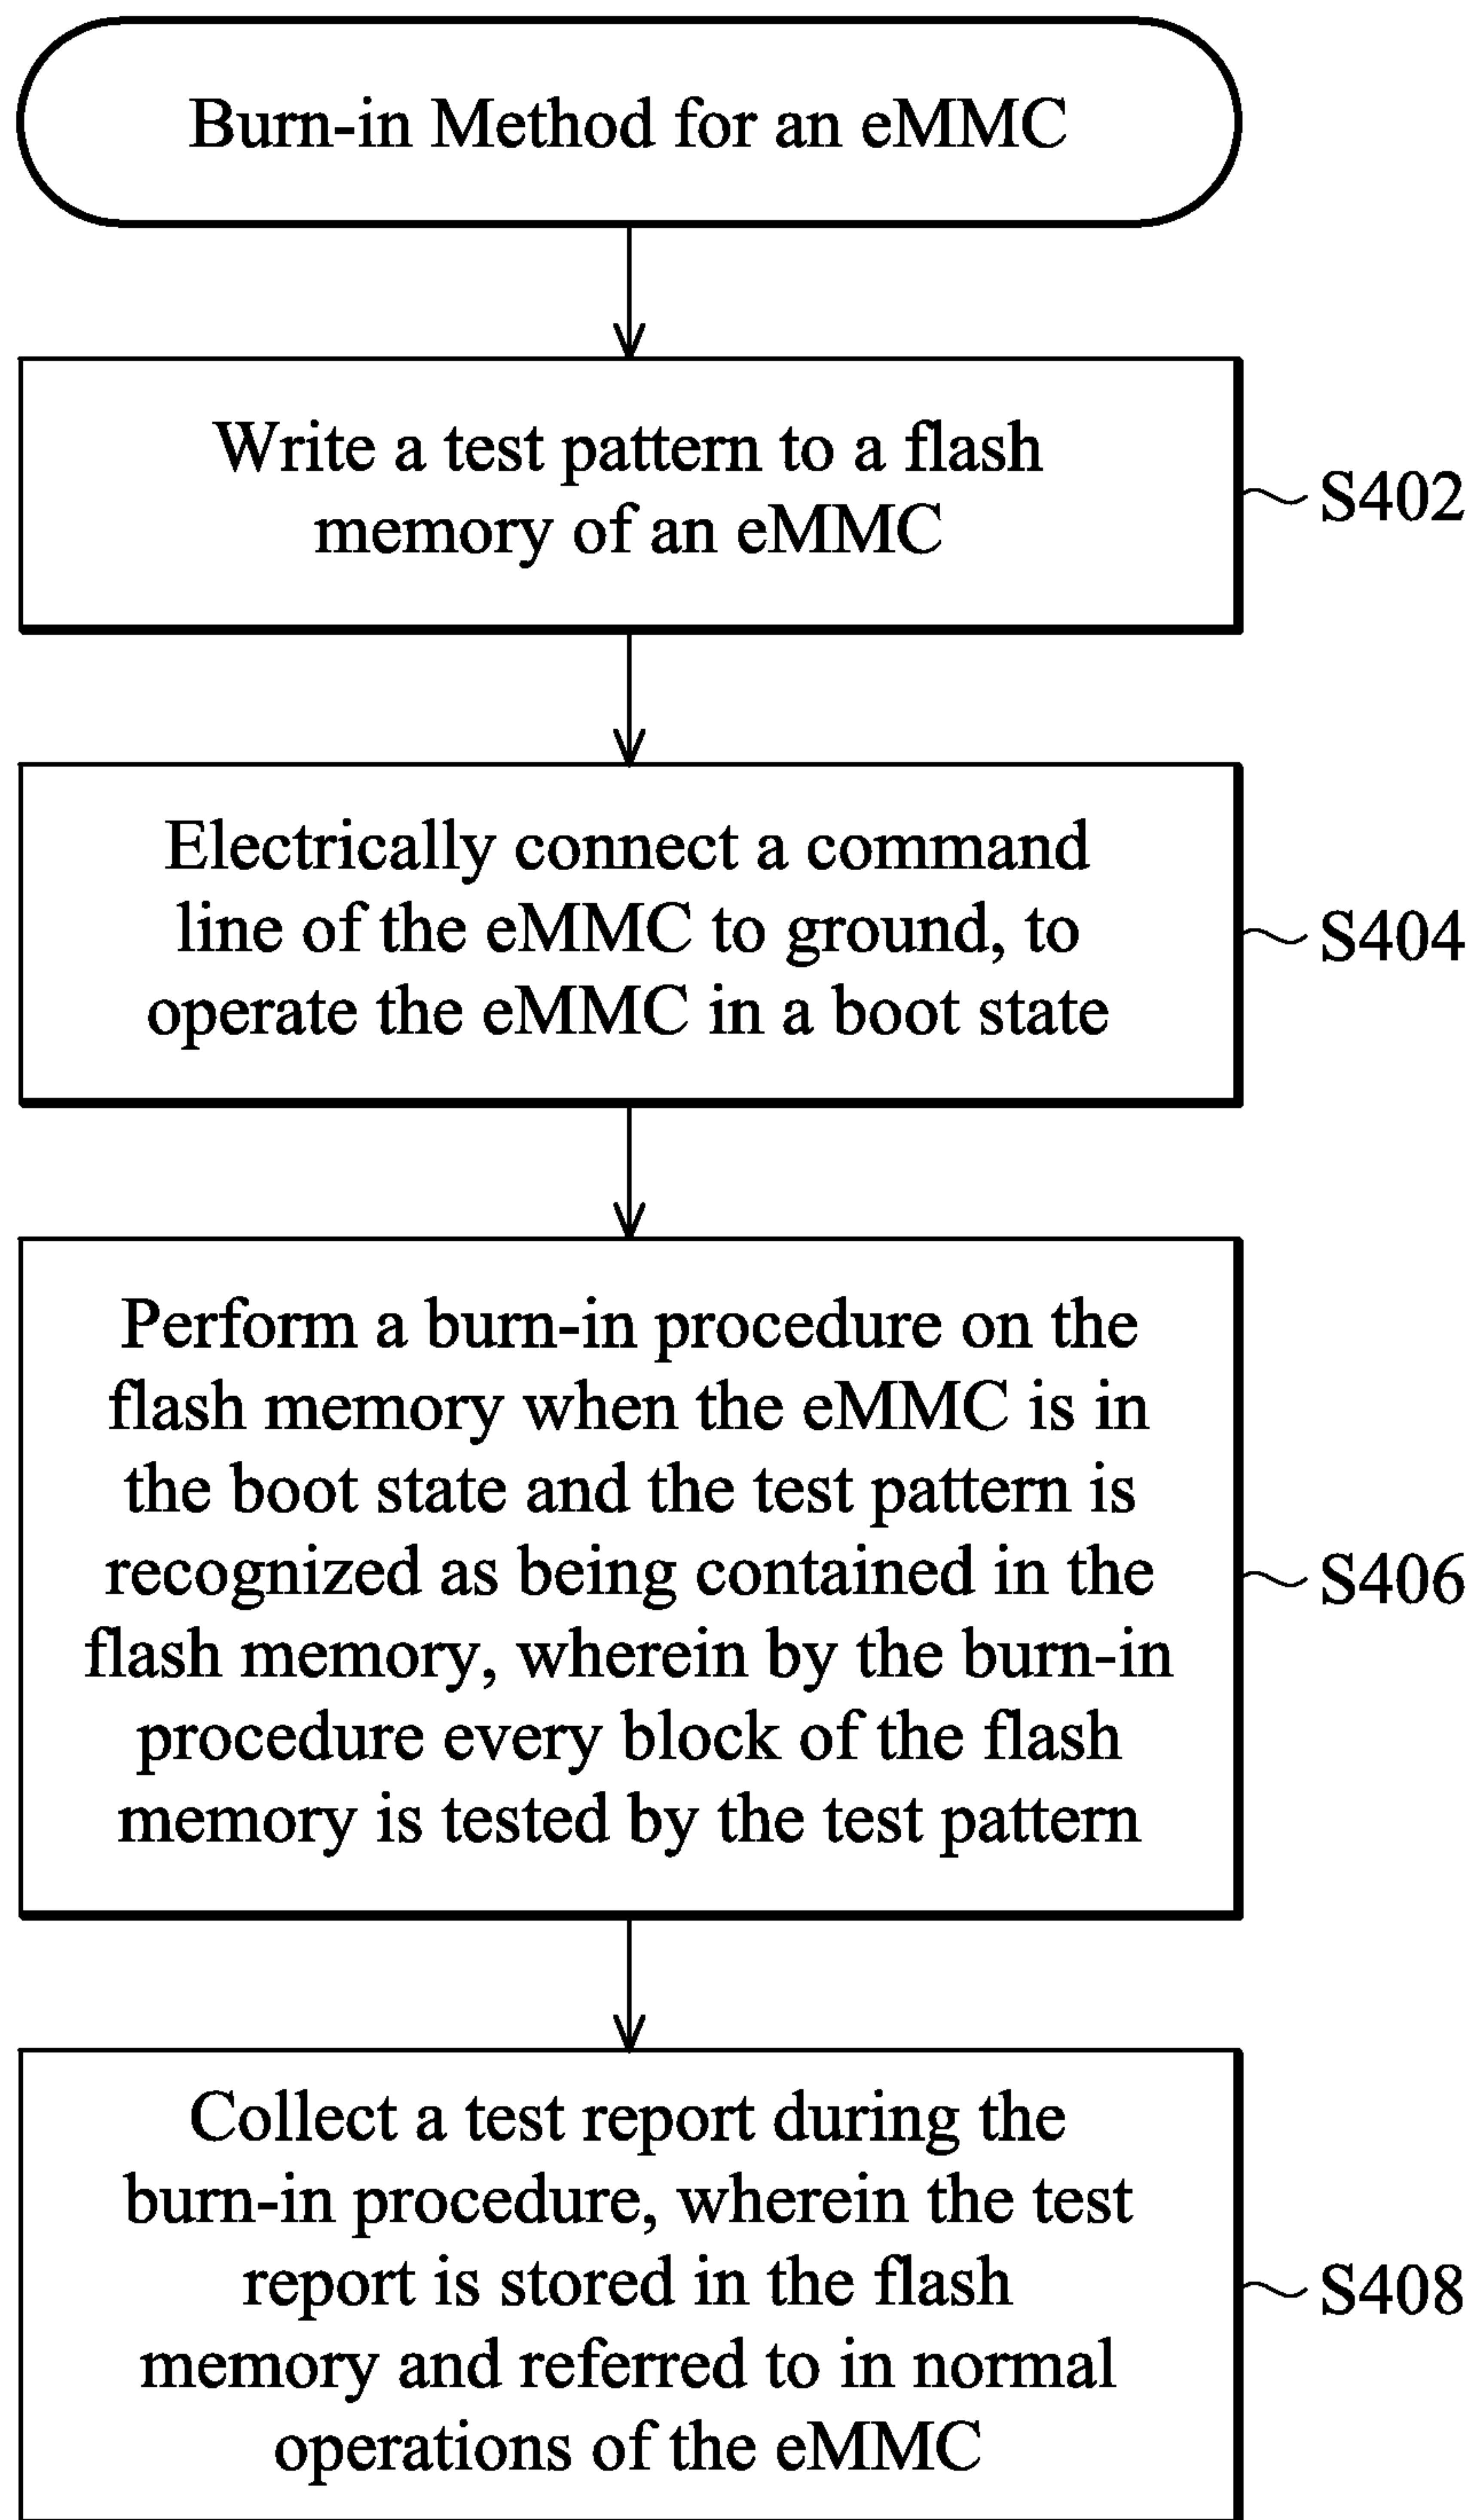 Burn-in Method for an eMMC
Write a test pattern to a flash
memory of an eMMC
S402
Electrically connect a command
line of the eMMC to ground, to
operate the eMMC in a boot state
S404
Perform a burn-in procedure on the
flash memory when the eMMC is in
the boot state and the test pattern is
recognized as being contained in the
flash memory, wherein by the burn-in
procedure every block of the flash
memory is tested by the test pattern
S406
Collect a test report during the
burn-in procedure, wherein the test
report is stored in the flash
memory and referred to in normal
operations of the eMMC
S408